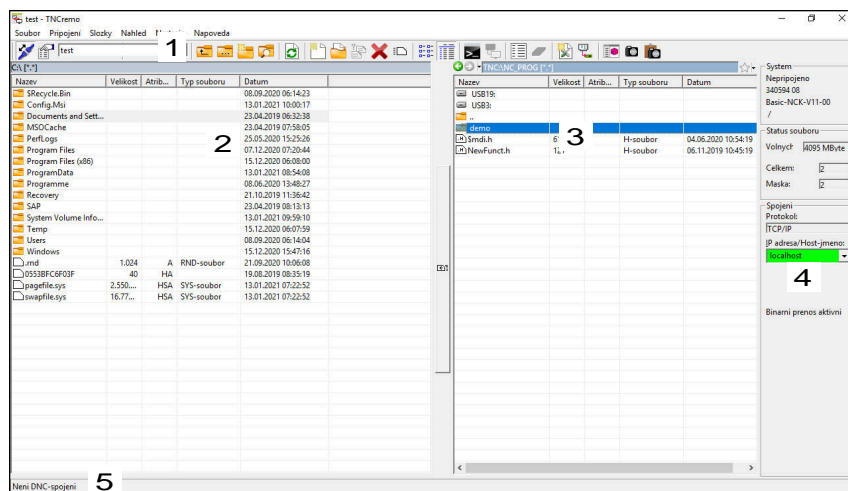 test - TNCremo
Soubor Pripojení Slozky Nahled Napoveda
test
1
C:\ [*.*]
Nazev Velikost Atrib... Typ souboru Datum
$Recycle.Bin 08.09.2020 06:14:23
Config.Msi 13.01.2021 10:00:17
Documents and Sett... 23.04.2019 06:32:38
MSOCache 23.04.2019 07:58:05
PerfLogs 25.05.2020 15:25:26
Program Files 07.12.2020 07:20:44
Program Files (x86) 15.12.2020 06:08:00
ProgramData 13.01.2021 08:54:08
Programme 08.06.2020 13:48:27
Recovery 21.10.2019 11:36:42
SAP 23.04.2019 08:13:13
System Volume Info... 13.01.2021 09:59:10
Temp 15.12.2020 06:07:59
Users 08.09.2020 06:14:04
Windows 15.12.2020 15:47:16
.rnd 1.024 A RND-soubor 21.09.2020 10:06:08
0553BFC6F03F 40 HA 19.08.2019 08:35:19
pagefile.sys 2.550.... HSA SYS-soubor 13.01.2021 07:22:52
swapfile.sys 16.77... HSA SYS-soubor 13.01.2021 07:22:52
2
TNC:\NC_PROG [*.*]
Nazev Velikost Atrib... Typ souboru Datum
USB19:
USB3:
..
demo
$mdi.h H-soubor 04.06.2020 10:54:19
NewFunct.h H-soubor 06.11.2019 10:45:19
3
System
Nepripojeno
340594 08
Basic-NCK-V11-00
/
Status souboru
Volnych 4095 MByte
Celkem: 2
Maska: 2
Spojeni
Protokol:
TCP/IP
IP adresa/Host-jmeno:
localhost
4
Binarni prenos aktivni
Neni DNC-spojeni 5